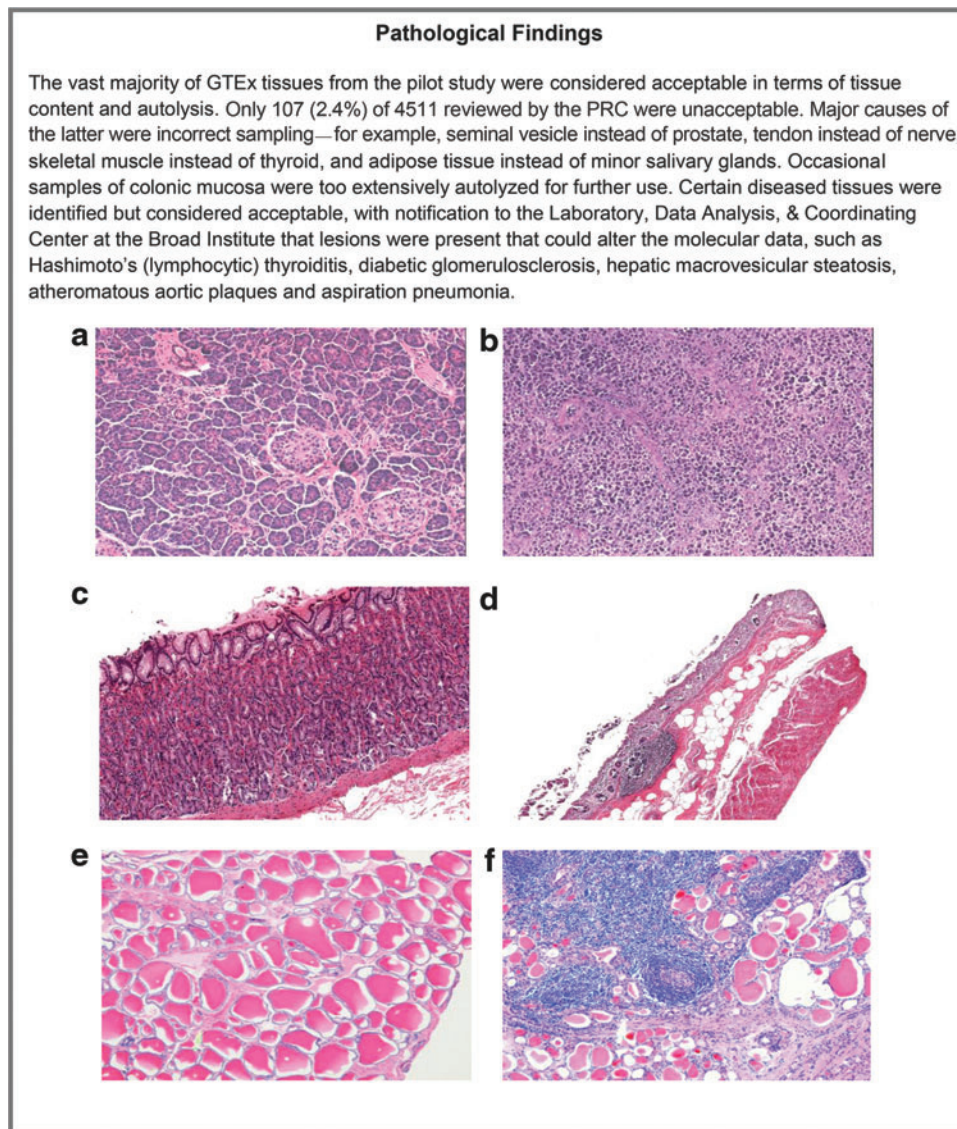 Pathological Findings
The vast majority of GTEx tissues from the pilot study were considered acceptable in terms of tissue
content and autolysis. Only 107 (2.4%) of 4511 reviewed by the PRC were unacceptable. Major causes of
the latter were incorrect sampling—for example, seminal vesicle instead of prostate, tendon instead of nerve
skeletal muscle instead of thyroid, and adipose tissue instead of minor salivary glands. Occasional
samples of colonic mucosa were too extensively autolyzed for further use. Certain diseased tissues were
identified but considered acceptable, with notification to the Laboratory, Data Analysis, & Coordinating
Center at the Broad Institute that lesions were present that could alter the molecular data, such as
Hashimoto's (lymphocytic) thyroiditis, diabetic glomerulosclerosis, hepatic macrovesicular steatosis,
atheromatous aortic plaques and aspiration pneumonia.
a b
c d
e f